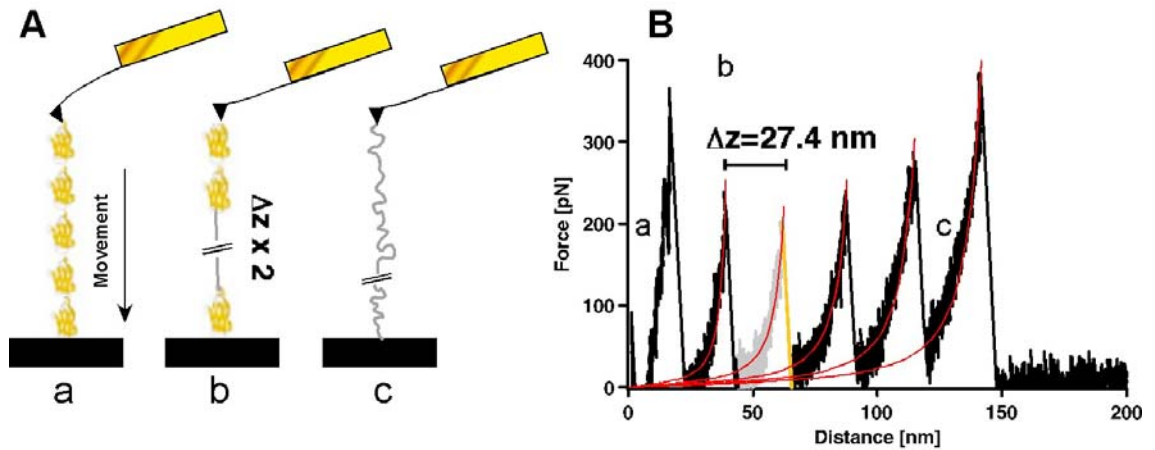 A
Movement
Δz x 2
a
b
c
B
b
Δz=27.4 nm
a
c
Force [pN]
400
300
200
100
0
0
50
100
150
200
Distance [nm]